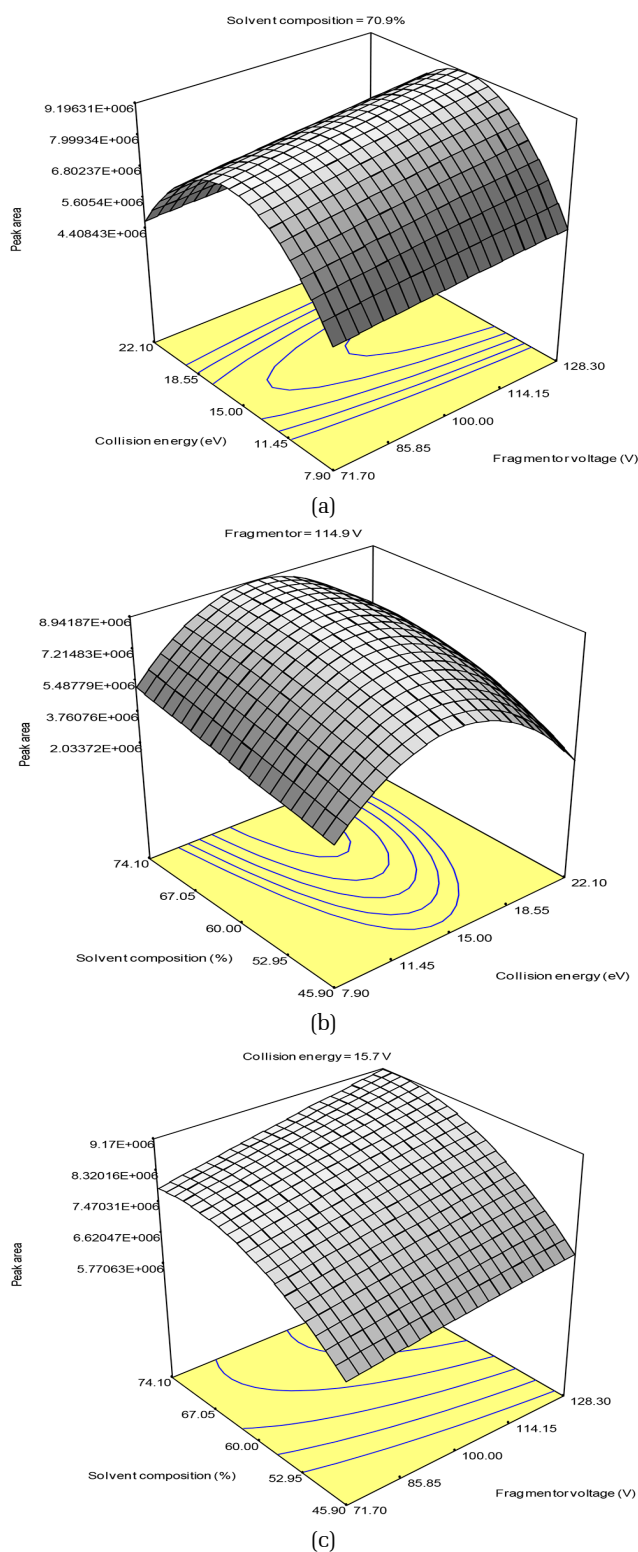 Solvent composition = 70.9%
9.19631E+006
7.99934E+006
6.80237E+006
5.6054E+006
4.40843E+006
Peak area
22.10
18.55
15.00
11.45
7.90
Collision energy (eV)
71.70
85.85
100.00
114.15
128.30
Fragmentor voltage (V)
(a)
Fragmentor = 114.9 V
8.94187E+006
7.21483E+006
5.48779E+006
3.76076E+006
2.03372E+006
Peak area
74.10
67.05
60.00
52.95
45.90
Solvent composition (%)
7.90
11.45
15.00
18.55
22.10
Collision energy (eV)
(b)
Collision energy = 15.7 V
9.17E+006
8.32016E+006
7.47031E+006
6.62047E+006
5.77063E+006
Peak area
74.10
67.05
60.00
52.95
45.90
Solvent composition (%)
71.70
85.85
100.00
114.15
128.30
Fragmentor voltage (V)
(c)